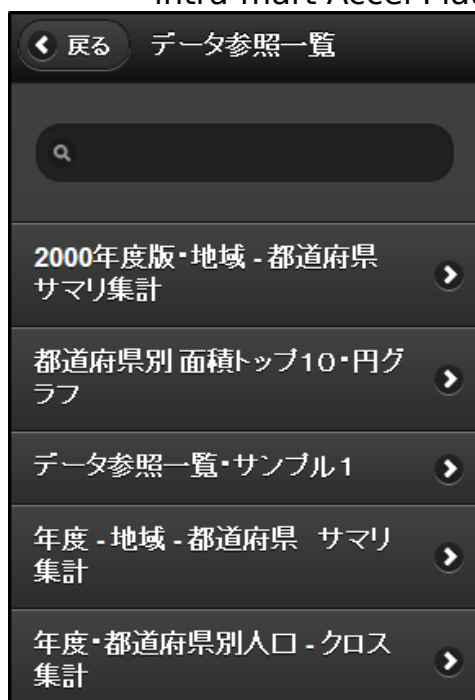 戻る データ参照一覧
2000年度版・地域 - 都道府県
サマリ集計
都道府県別 面積トップ10・円グ
ラフ
データ参照一覧・サンプル1
年度 - 地域 - 都道府県 サマリ
集計
年度・都道府県別人口 - クロス
集計